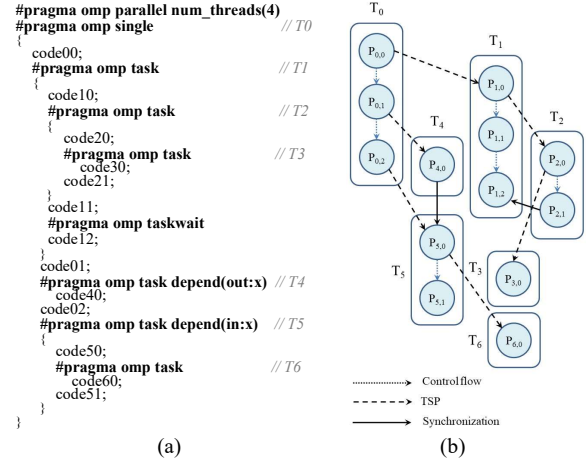 #pragma omp parallel num_threads(4)
#pragma omp single // T0
{
code00;
#pragma omp task // T1
{
code10;
#pragma omp task // T2
{
code20;
#pragma omp task // T3
code30;
code21;
}
code11;
#pragma omp taskwait
code12;
}
code01;
#pragma omp task depend(out:x) // T4
code40;
code02;
#pragma omp task depend(in:x) // T5
{
code50;
#pragma omp task // T6
code60;
code51;
}
}
(a)
T0
T1
P0,0
P1,0
P0,1
T4
T2
P1,1
P0,2
P4,0
P2,0
P1,2
P2,1
P5,0
T5
T3
P3,0
P5,1
T6
P6,0
Control flow
TSP
Synchronization
(b)